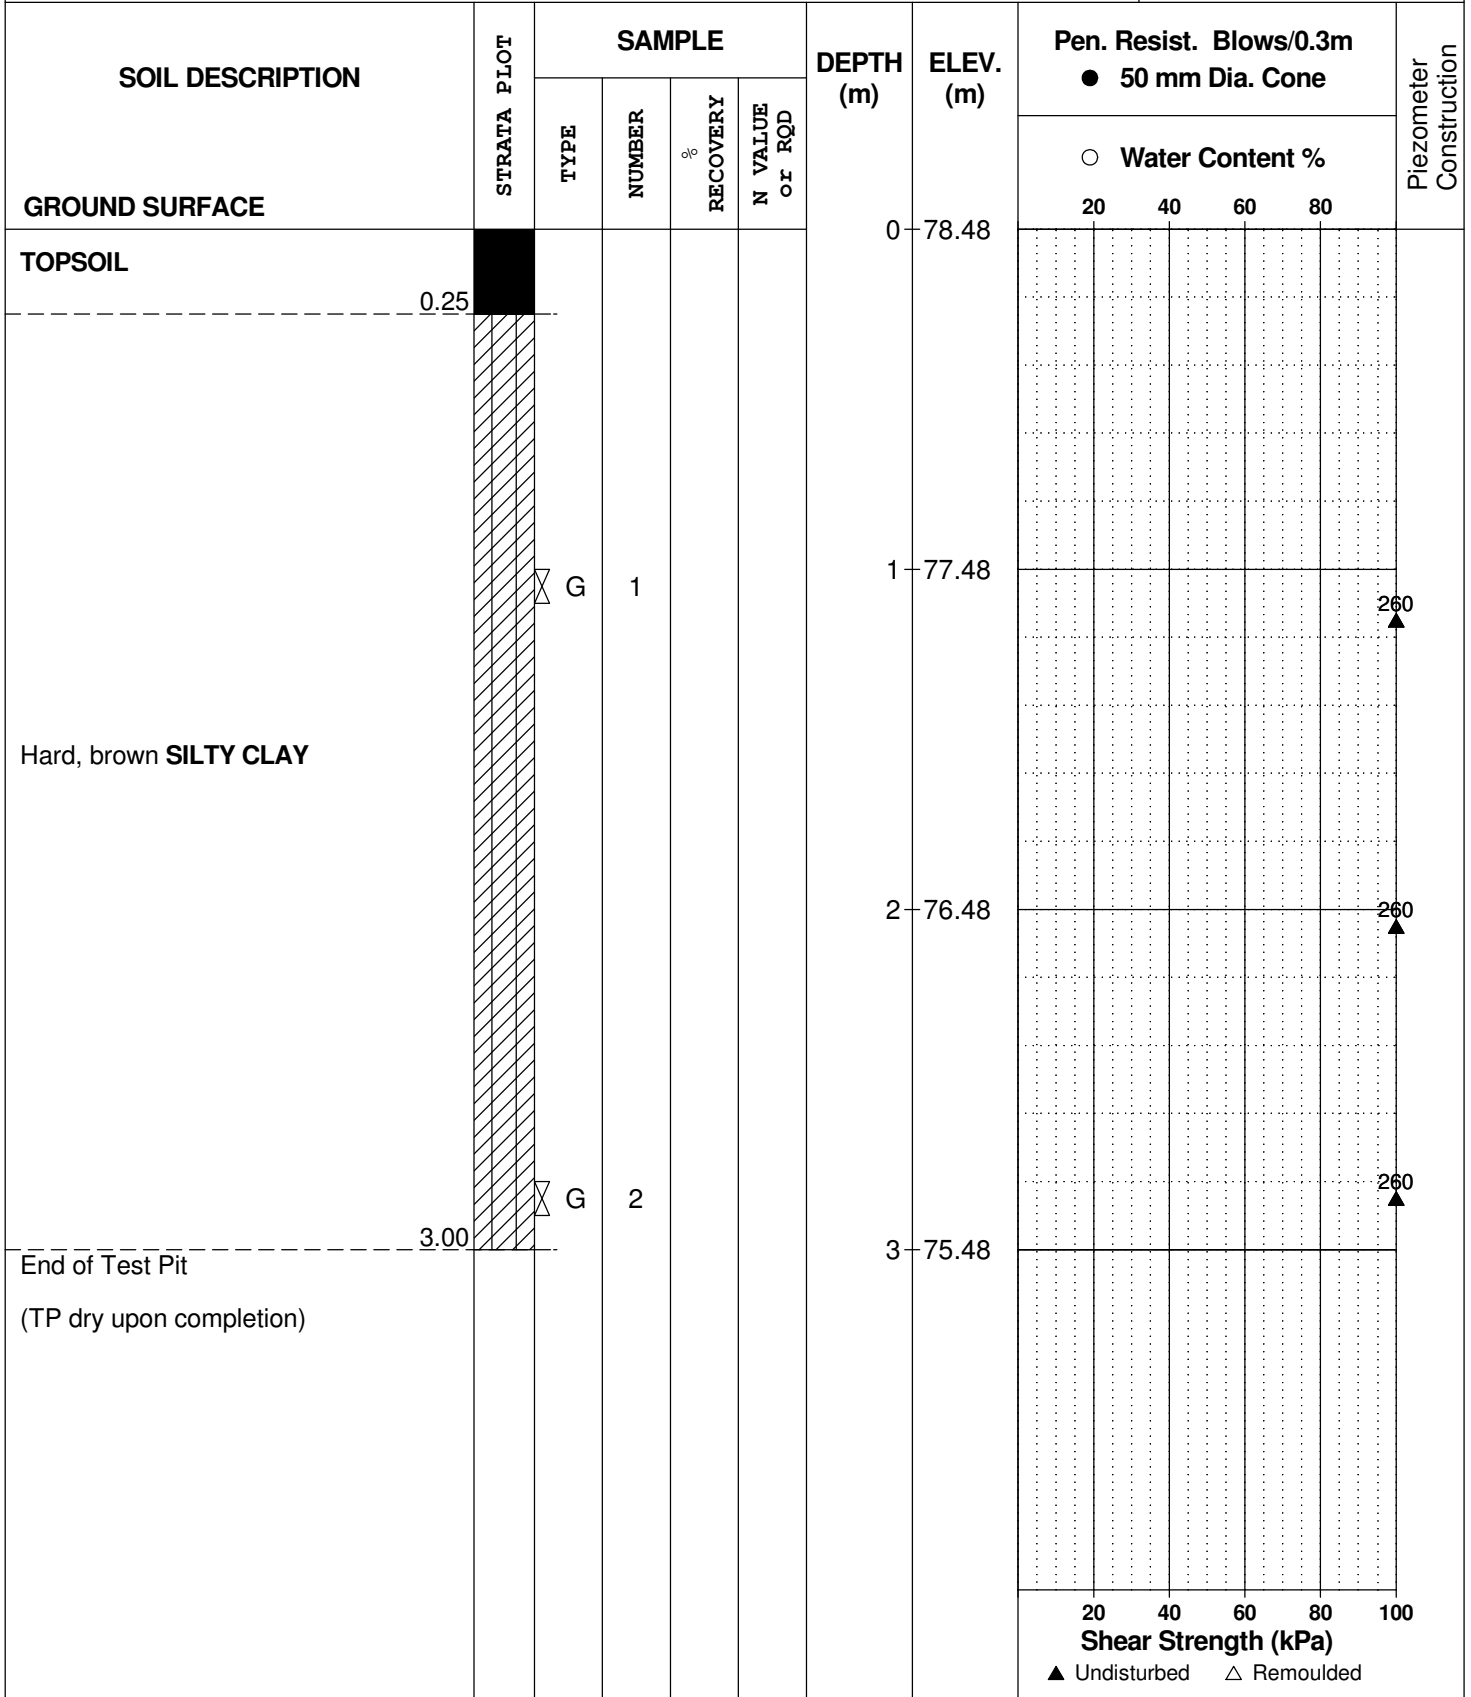 SOIL DESCRIPTION
GROUND SURFACE
STRATA PLOT
SAMPLE
TYPE
NUMBER
%
RECOVERY
N VALUE
or RQD
DEPTH
(m)
ELEV.
(m)
Pen. Resist. Blows/0.3m
● 50 mm Dia. Cone
○ Water Content %
20 40 60 80
Piezometer
Construction
0 78.48
TOPSOIL
0.25
1 77.48
G 1
260
Hard, brown SILTY CLAY
2 76.48
260
260
G 2
3.00
3 75.48
End of Test Pit
(TP dry upon completion)
20 40 60 80 100
Shear Strength (kPa)
▲ Undisturbed △ Remoulded